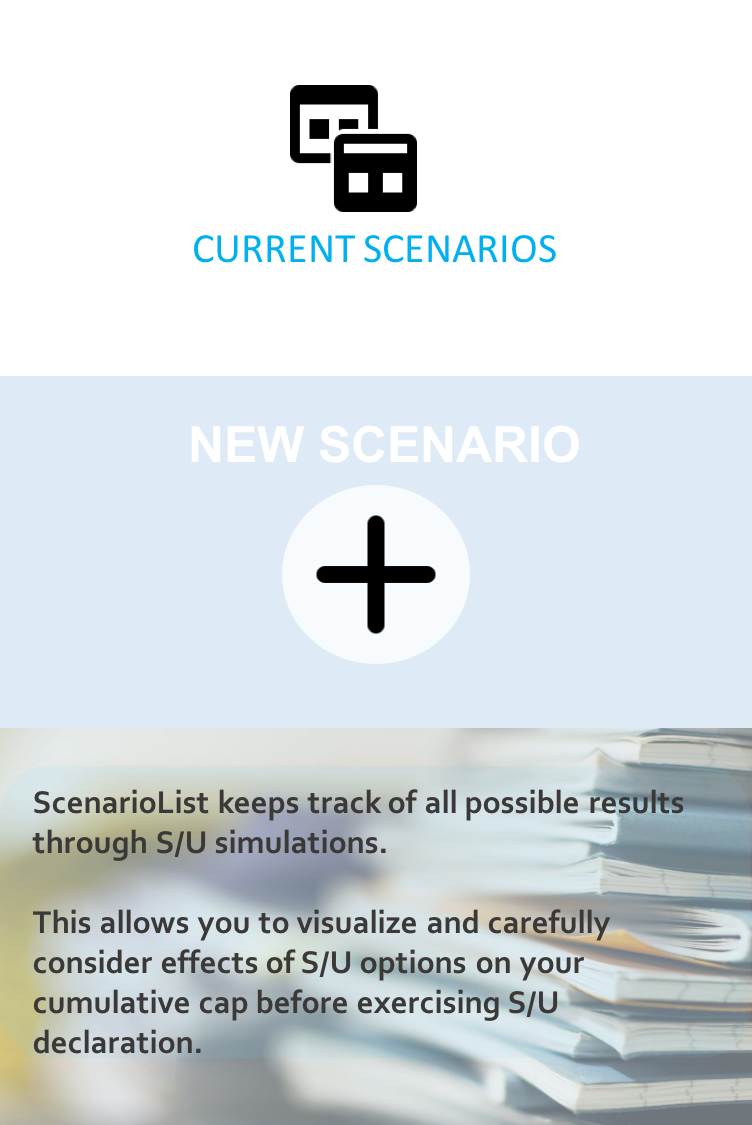 CURRENT SCENARIOS
NEW SCENARIO
ScenarioList keeps track of all possible results
through S/U simulations.
This allows you to visualize and carefully
consider effects of S/U options on your
cumulative cap before exercising S/U
declaration.